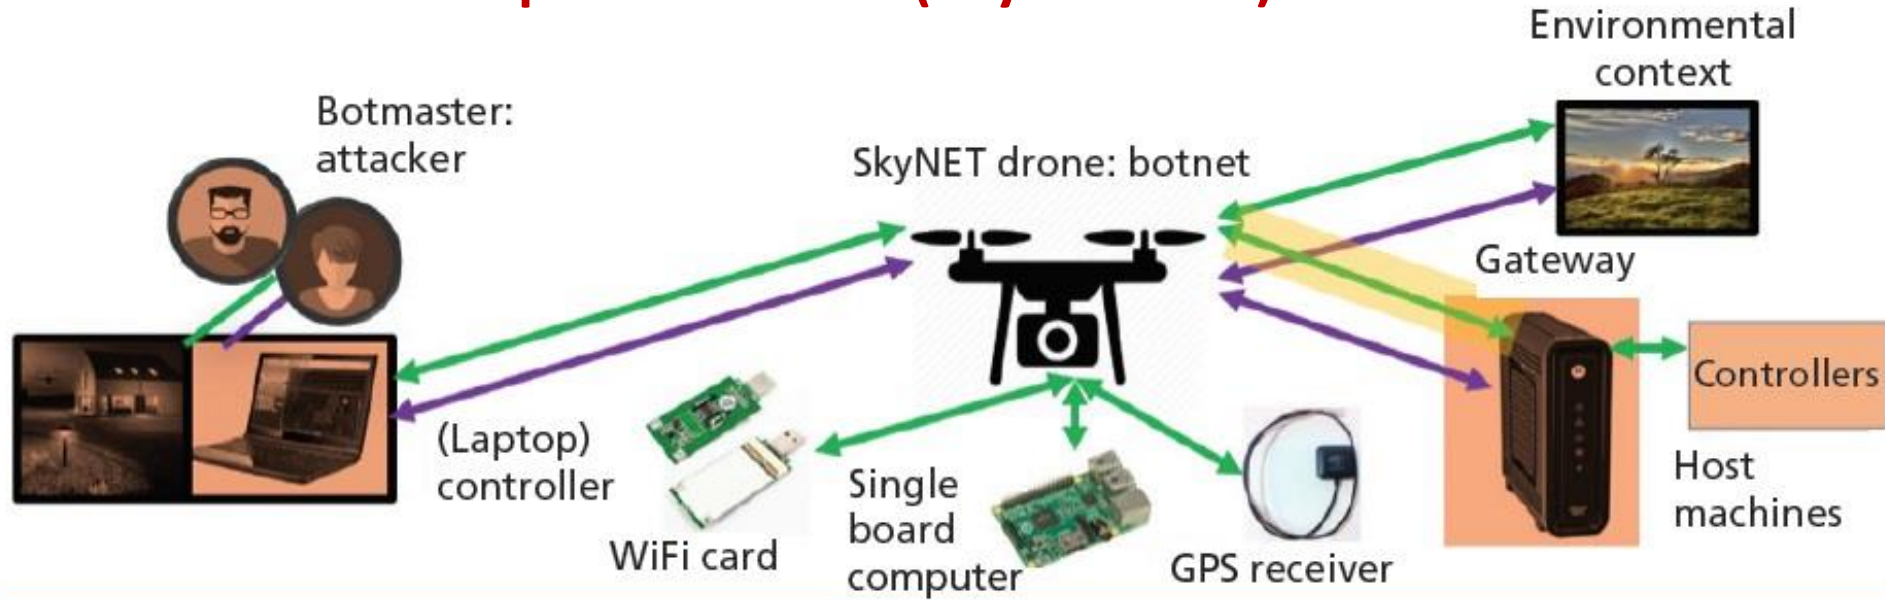 Botmaster:
attacker
SkyNET drone: botnet
Environmental
context
Gateway
Controllers
(Laptop)
controller
WiFi card
Single
board
computer
GPS receiver
Host
machines